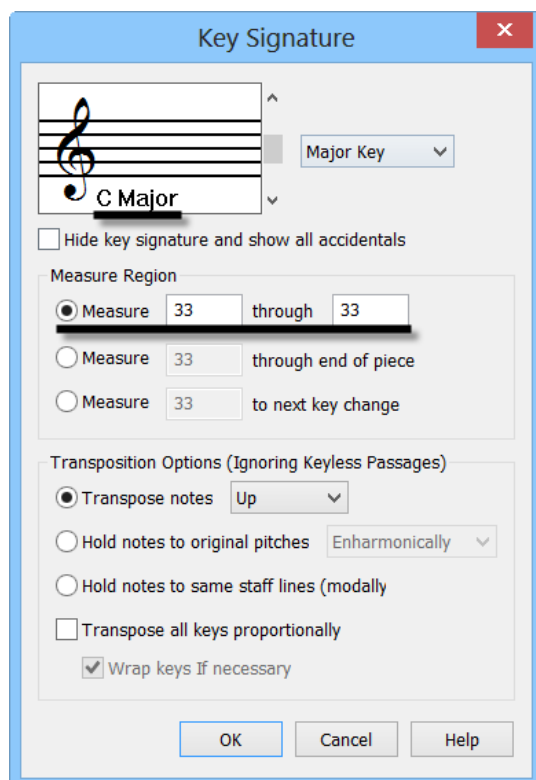 Key Signature
C Major
Major Key
Hide key signature and show all accidentals
Measure Region
Measure 33 through 33
Measure 33 through end of piece
Measure 33 to next key change
Transposition Options (Ignoring Keyless Passages)
Transpose notes Up
Hold notes to original pitches Enharmonically
Hold notes to same staff lines (modally
Transpose all keys proportionally
Wrap keys If necessary
OK Cancel Help